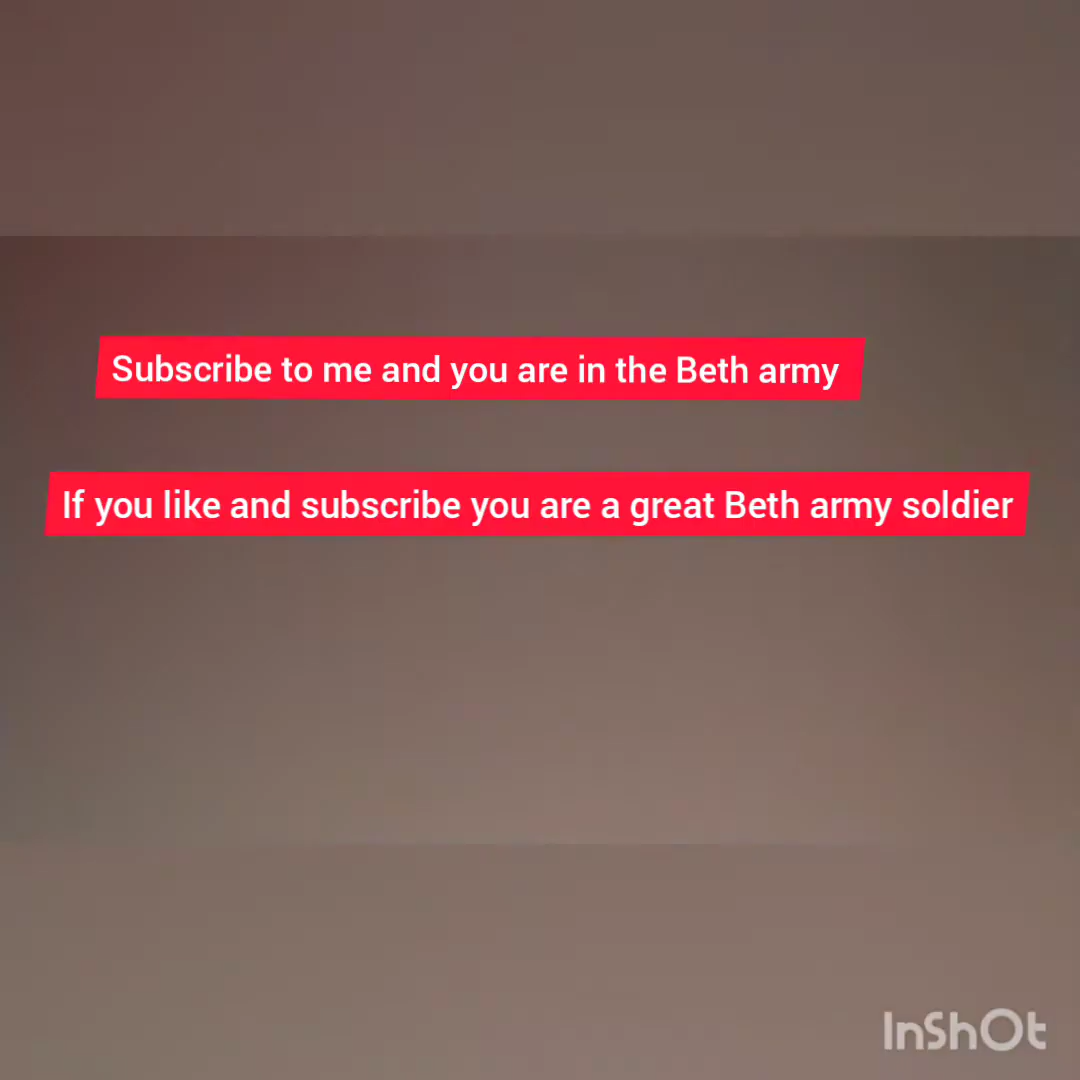 Subscribe to me and you are in the Beth army
If you like and subscribe you are a great Beth army soldier
InShOt